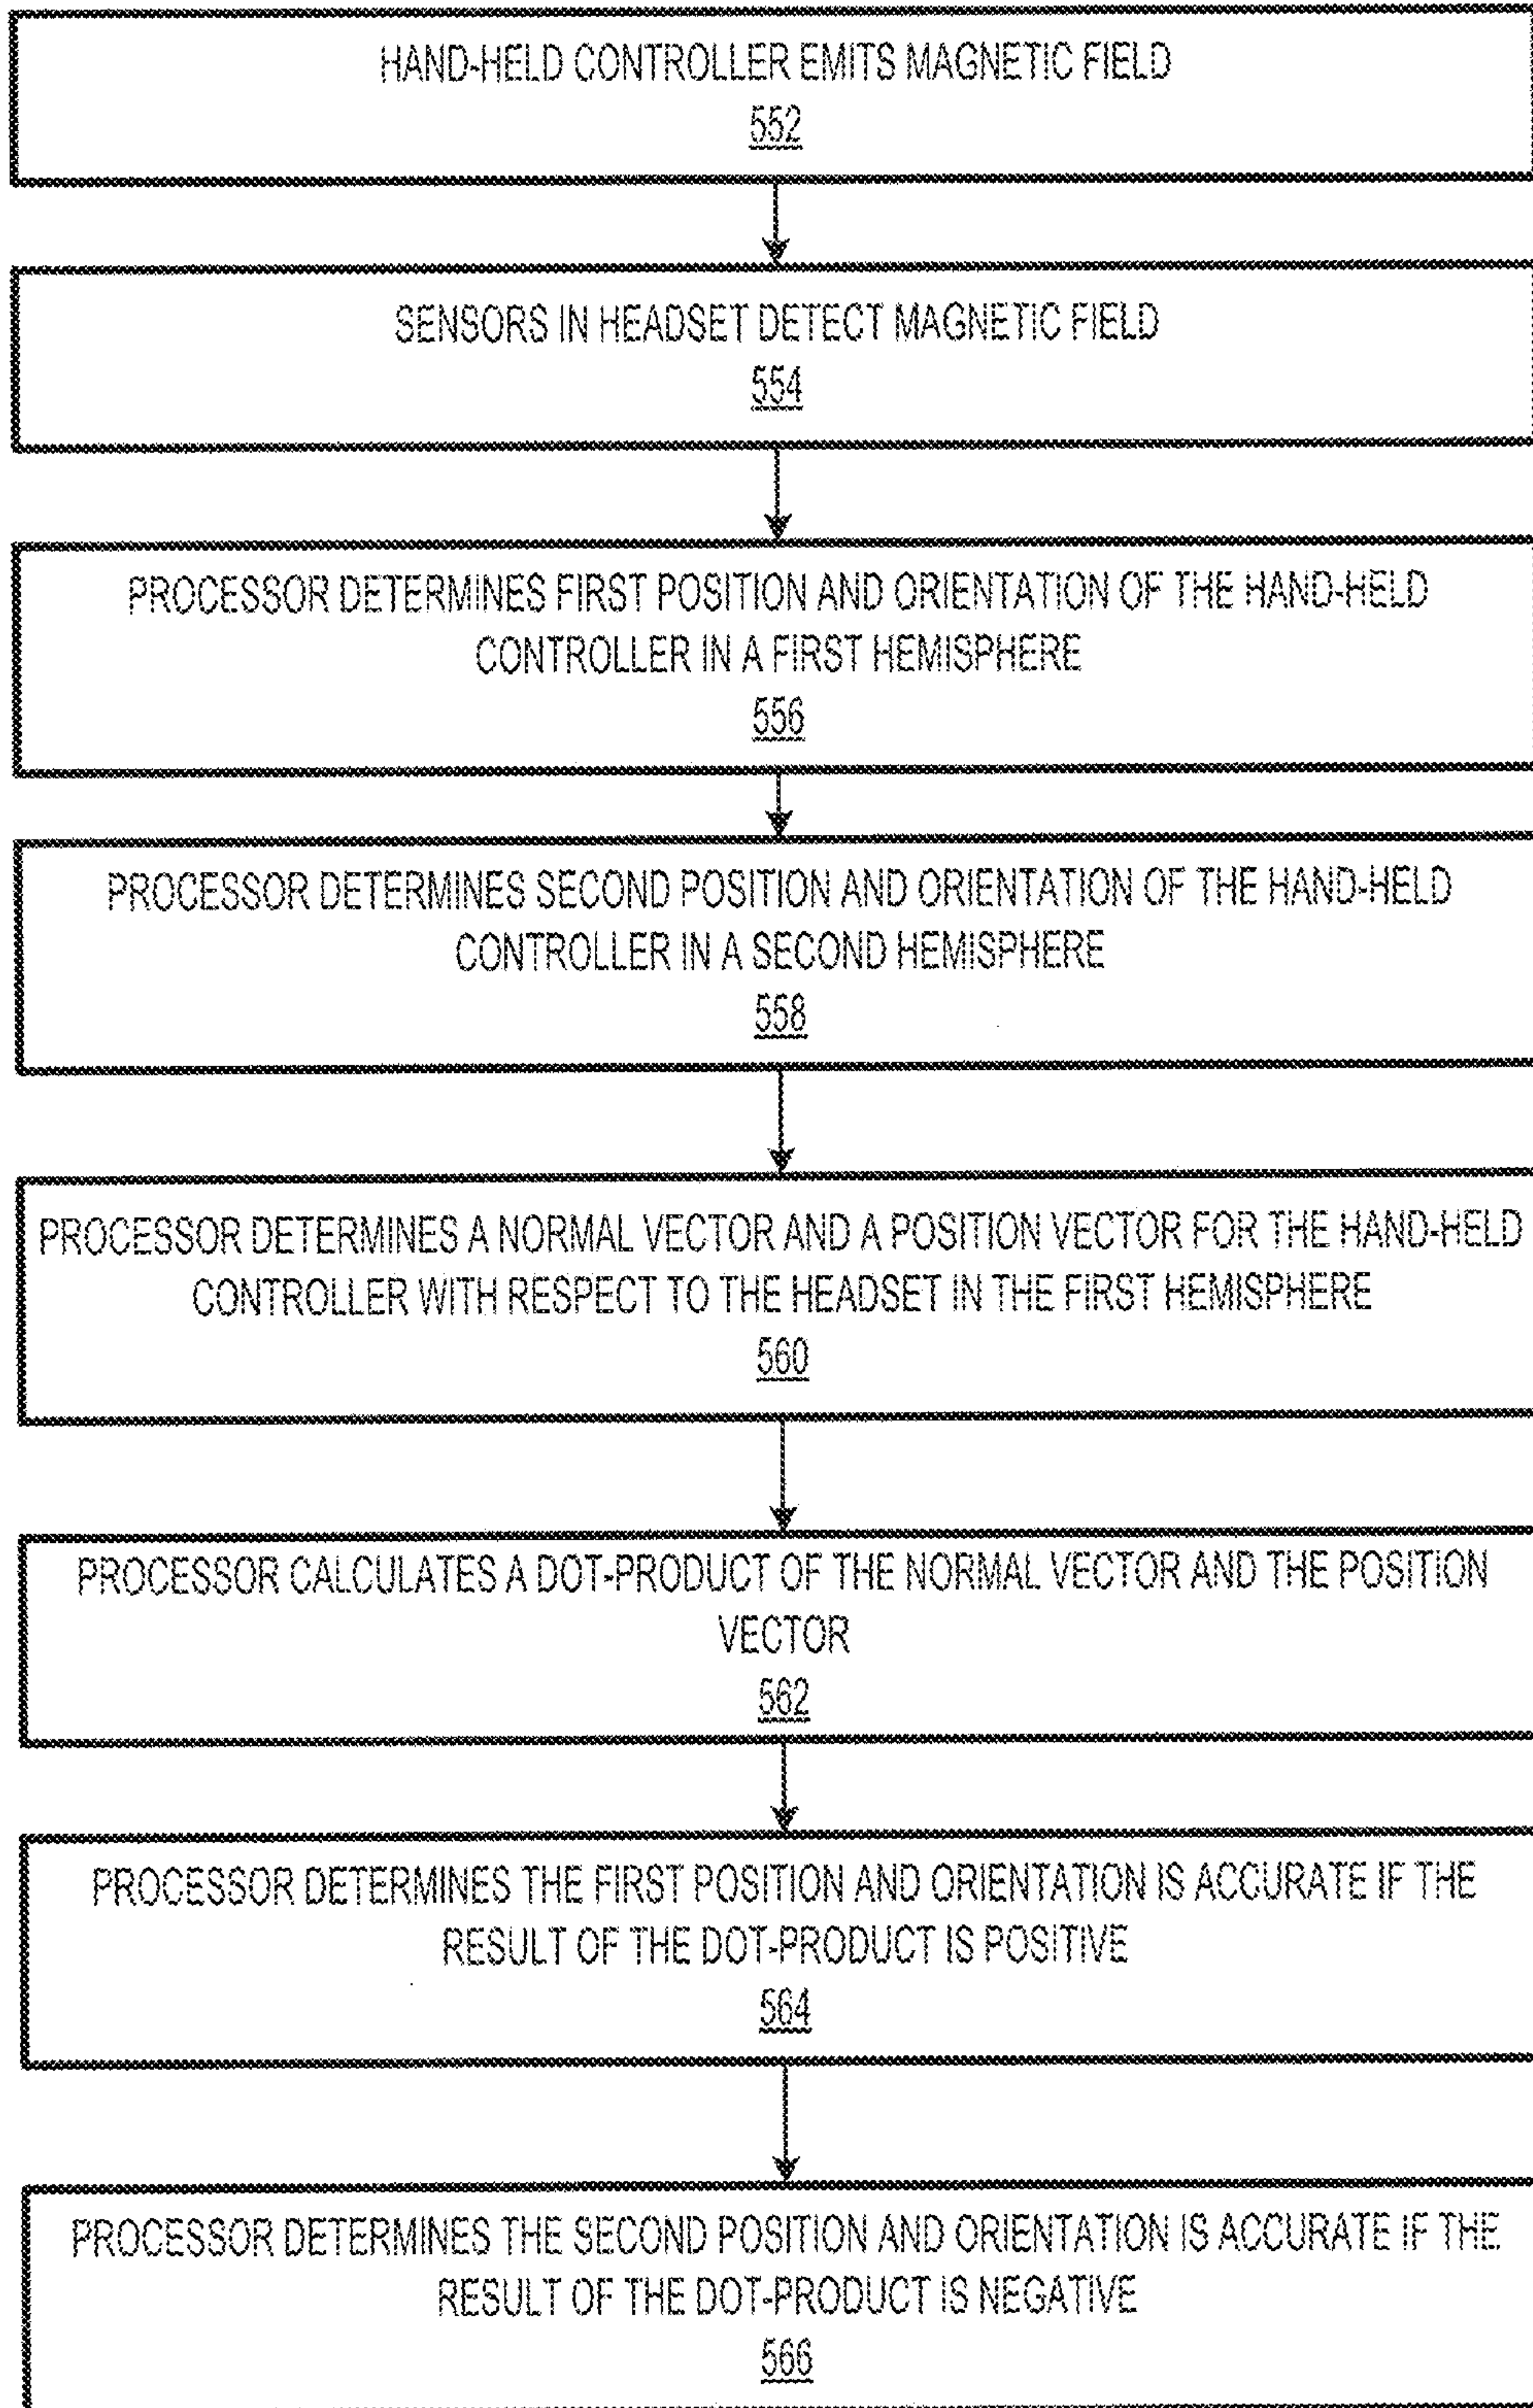 HAND-HELD CONTROLLER EMITS MAGNETIC FIELD
552
SENSORS IN HEADSET DETECT MAGNETIC FIELD
554
PROCESSOR DETERMINES FIRST POSITION AND ORIENTATION OF THE HAND-HELD
CONTROLLER IN A FIRST HEMISPHERE
556
PROCESSOR DETERMINES SECOND POSITION AND ORIENTATION OF THE HAND-HELD
CONTROLLER IN A SECOND HEMISPHERE
558
PROCESSOR DETERMINES A NORMAL VECTOR AND A POSITION VECTOR FOR THE HAND-HELD
CONTROLLER WITH RESPECT TO THE HEADSET IN THE FIRST HEMISPHERE
560
PROCESSOR CALCULATES A DOT-PRODUCT OF THE NORMAL VECTOR AND THE POSITION
VECTOR
562
PROCESSOR DETERMINES THE FIRST POSITION AND ORIENTATION IS ACCURATE IF THE
RESULT OF THE DOT-PRODUCT IS POSITIVE
564
PROCESSOR DETERMINES THE SECOND POSITION AND ORIENTATION IS ACCURATE IF THE
RESULT OF THE DOT-PRODUCT IS NEGATIVE
566